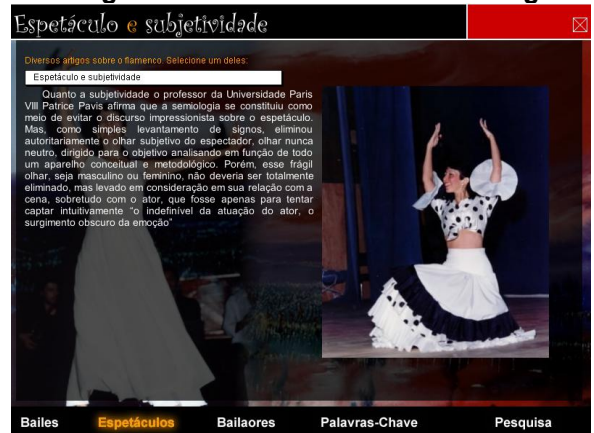 Espetáculo e subjetividade
Diversos artigos sobre o flamenco. Selecione um deles:
Espetáculo e subjetividade
Quanto a subjetividade o professor da Universidade Paris
VIII Patrice Pavis afirma que a semiologia se constituiu como
meio de evitar o discurso impressionista sobre o espetáculo.
Mas, como simples levantamento de signos, eliminou
autoritariamente o olhar subjetivo do espectador, olhar nunca
neutro, dirigido para o objetivo analisando em função de todo
um aparelho conceitual e metodológico. Porém, esse frágil
olhar, seja masculino ou feminino, não deveria ser totalmente
eliminado, mas levado em consideração em sua relação com a
cena, sobretudo com o ator, que fosse apenas para tentar
captar intuitivamente “o indefinível da atuação do ator, o
surgimento obscuro da emoção”
Bailes Espetáculos Bailaores Palavras-Chave Pesquisa